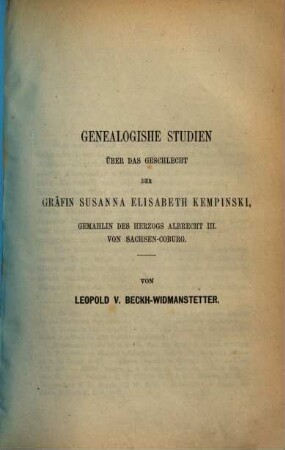 GENEALOGISHE STUDIEN
ÜBER DAS GESCHLECHT
DER
GRÄFIN SUSANNA ELISABETH KEMPINSKI,
GEMAHLIN DES HERZOGS ALBRECHT III.
VON SACHSEN-COBURG.
VON
LEOPOLD V. BECKH-WIDMANSTETTER.